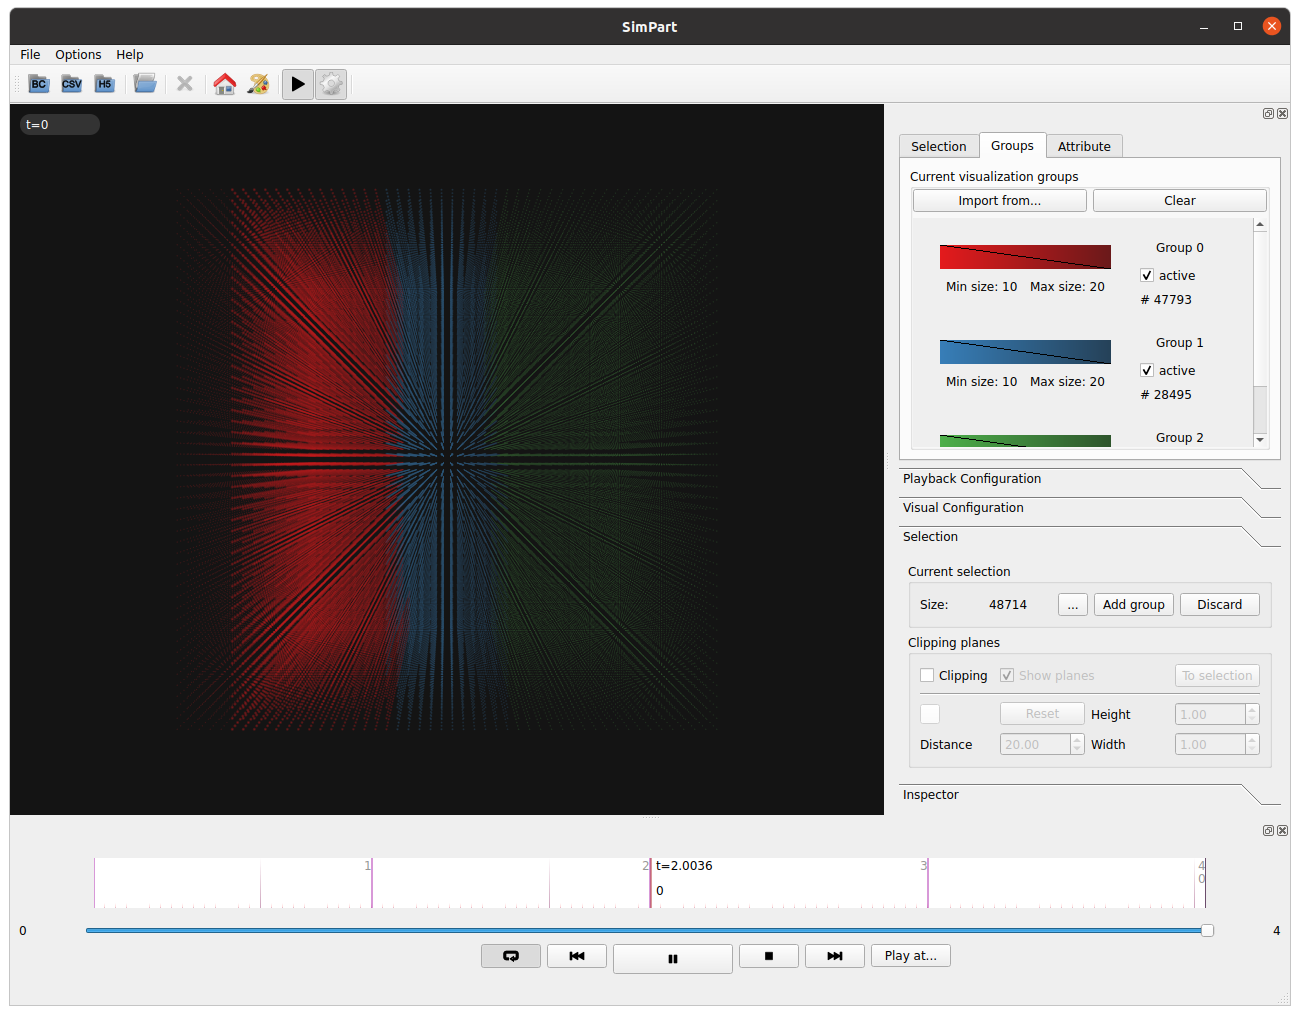 SimPart
File Options Help
BC CSV H5
t=0
Selection Groups Attribute
Current visualization groups
Import from... Clear
Group 0
active
Min size: 10 Max size: 20
# 47793
Group 1
active
Min size: 10 Max size: 20
# 28495
Group 2
Playback Configuration
Visual Configuration
Selection
Current selection
Size: 48714 ... Add group Discard
Clipping planes
Clipping Show planes To selection
Reset Height 1.00
Distance 20.00 Width 1.00
Inspector
1 2 t=2.0036 3 4
0 0
0 4
Play at...